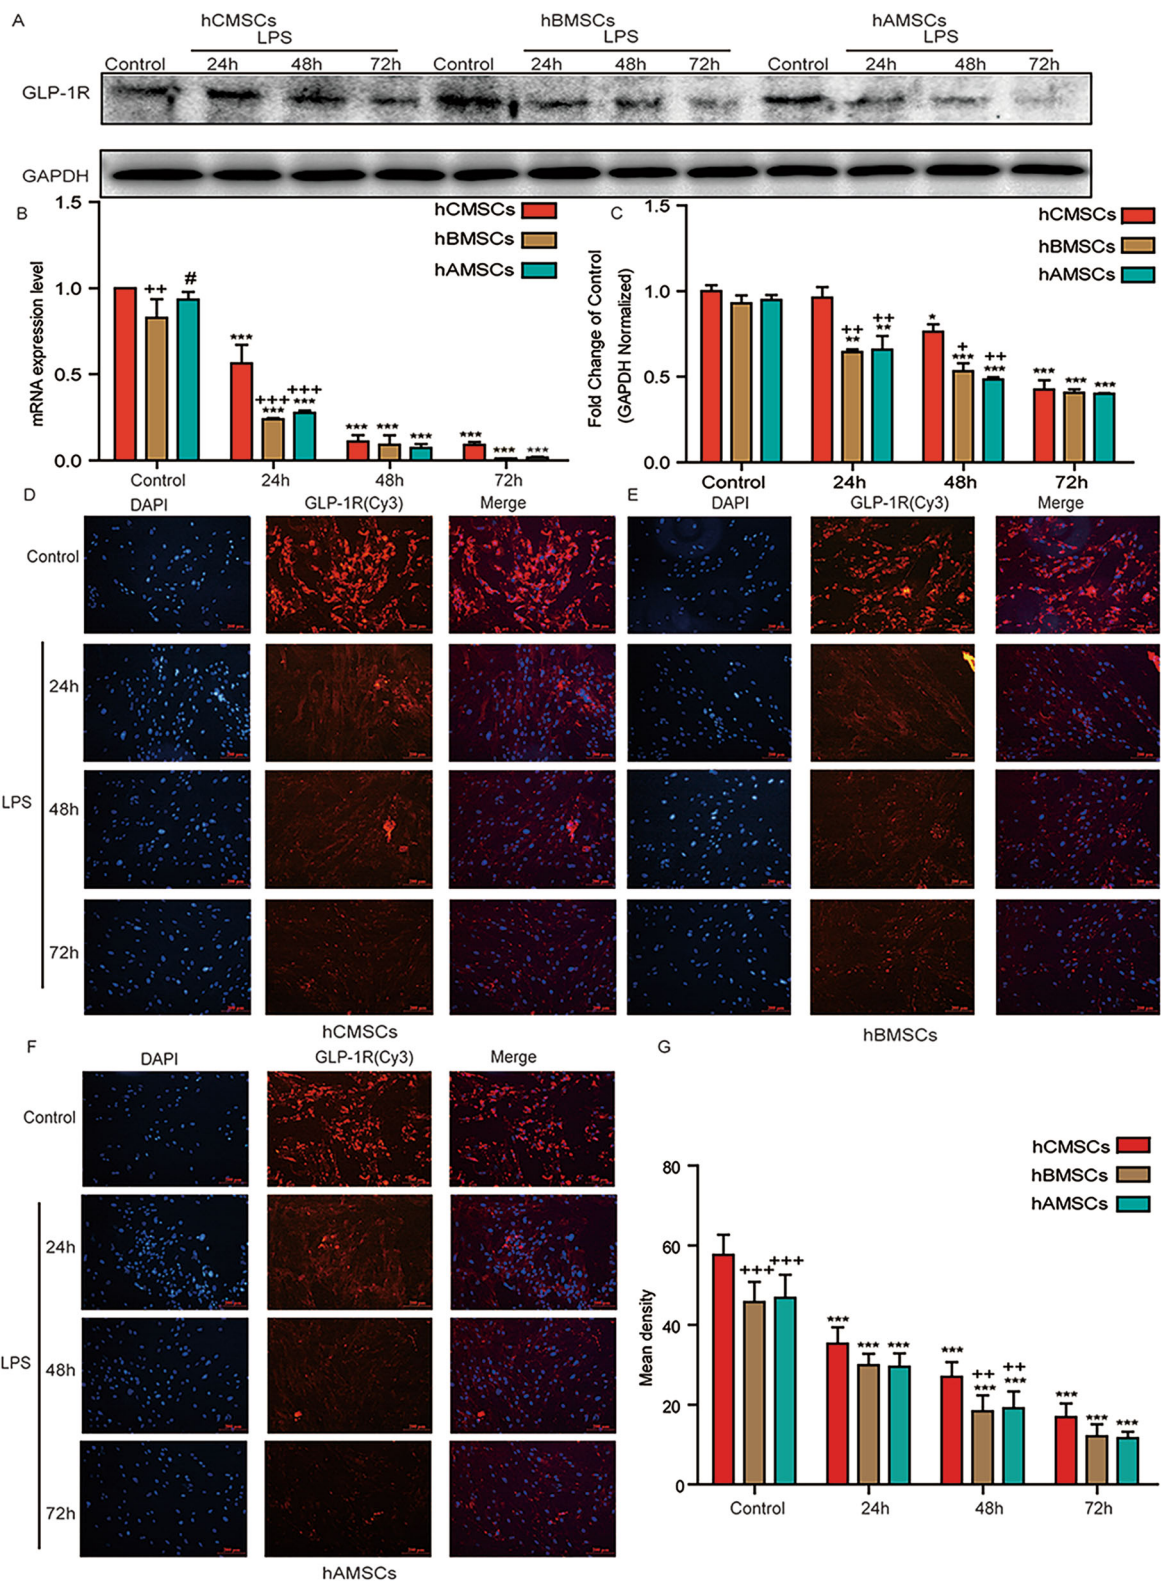 A
hCMSCs hBMSCs hAMSCs
LPS LPS LPS
Control 24h 48h 72h Control 24h 48h 72h Control 24h 48h 72h
GLP-1R
GAPDH
B
1.5
1.0
0.5
0.0
mRNA expression level
hCMSCs
hBMSCs
hAMSCs
++ #
*** +++ *** +++ ***
*** *** ***
*** *** ***
Control 24h 48h 72h
C
1.5
1.0
0.5
0.0
Fold Change of Control
(GAPDH Normalized)
hCMSCs
hBMSCs
hAMSCs
++ ** ++ **
* + *** ++ ***
*** *** ***
Control 24h 48h 72h
D
DAPI GLP-1R(Cy3) Merge
Control
24h
LPS 48h
72h
hCMSCs
E
DAPI GLP-1R(Cy3) Merge
hBMSCs
F
DAPI GLP-1R(Cy3) Merge
Control
24h
LPS 48h
72h
hAMSCs
G
hCMSCs
hBMSCs
hAMSCs
80
60
40
20
0
Mean density
+++ +++
*** *** ***
*** ++ *** ++ ***
*** *** ***
Control 24h 48h 72h